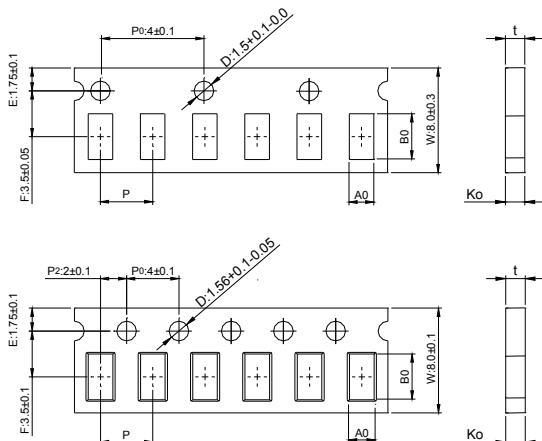 P0:4±0.1
D:1.5+0.1-0.0
t
E:1.75±0.1
F:3.5±0.05
B0
W:8.0±0.3
P
A0
Ko
P2:2±0.1
P0:4±0.1
D:1.56+0.1-0.05
t
E:1.75±0.1
F:3.5±0.1
B0
W:8.0±0.1
P
A0
Ko